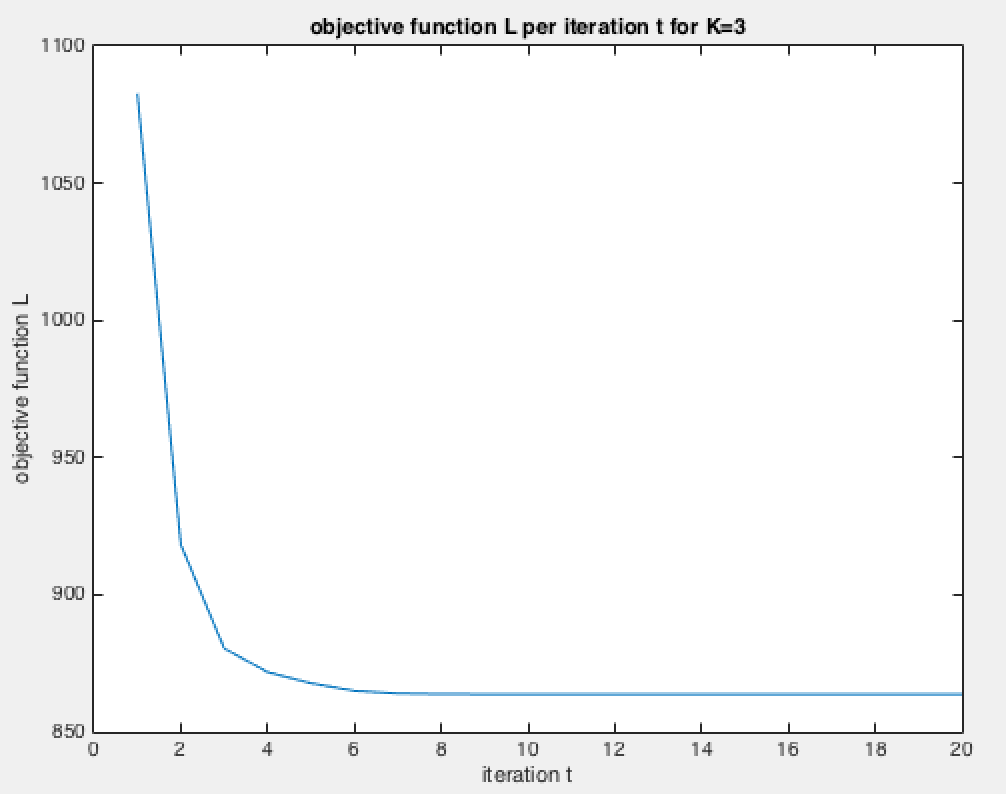 objective function L per iteration t for K=3
1100
1050
1000
950
900
850
objective function L
0 2 4 6 8 10 12 14 16 18 20
iteration t